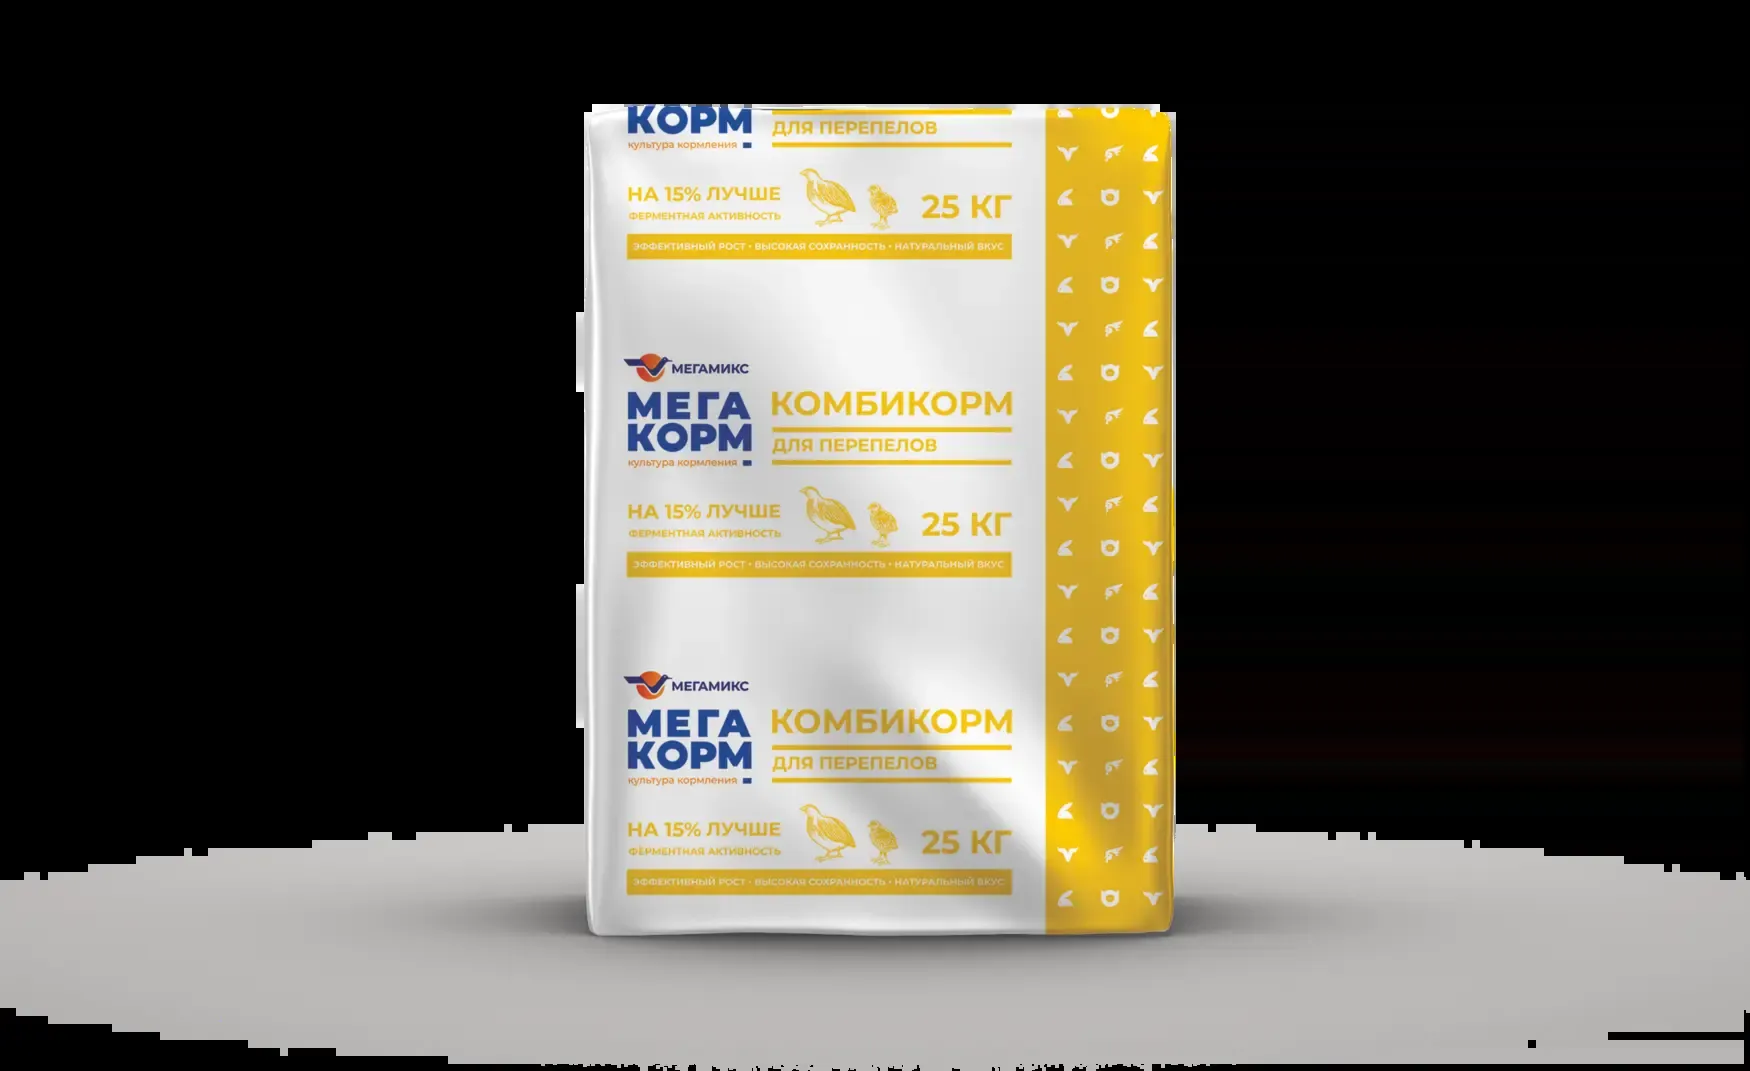 КОРМ
ДЛЯ ПЕРЕПЕЛОВ
культура кормления
НА 15% ЛУЧШЕ
ФЕРМЕНТНАЯ АКТИВНОСТЬ
25 КГ
ЭФФЕКТИВНЫЙ РОСТ • ВЫСОКАЯ СОХРАННОСТЬ • НАТУРАЛЬНЫЙ ВКУС
МЕГАМИКС
МЕГА
КОРМ
культура кормления
КОМБИКОРМ
ДЛЯ ПЕРЕПЕЛОВ
НА 15% ЛУЧШЕ
ФЕРМЕНТНАЯ АКТИВНОСТЬ
25 КГ
ЭФФЕКТИВНЫЙ РОСТ • ВЫСОКАЯ СОХРАННОСТЬ • НАТУРАЛЬНЫЙ ВКУС
МЕГАМИКС
МЕГА
КОРМ
культура кормления
КОМБИКОРМ
ДЛЯ ПЕРЕПЕЛОВ
НА 15% ЛУЧШЕ
ФЕРМЕНТНАЯ АКТИВНОСТЬ
25 КГ
ЭФФЕКТИВНЫЙ РОСТ • ВЫСОКАЯ СОХРАННОСТЬ • НАТУРАЛЬНЫЙ ВКУС